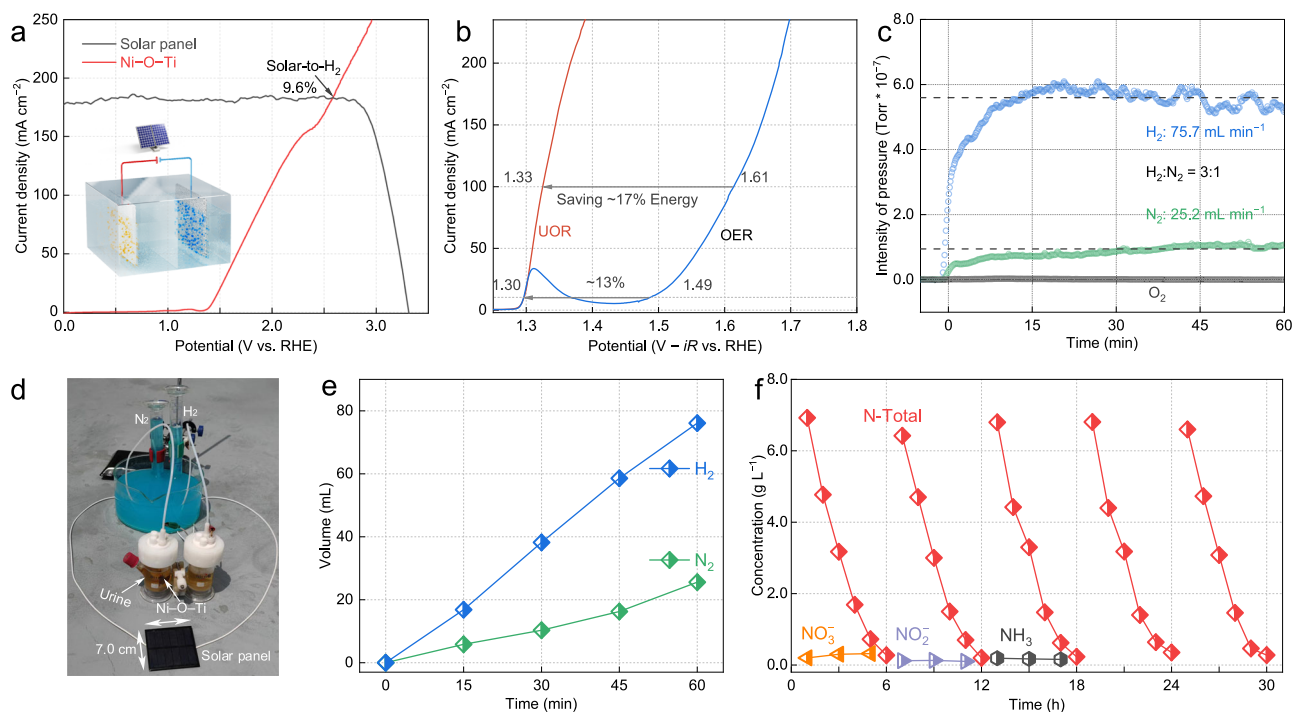 a
250
200
150
100
50
0
Current density (mA cm⁻²)
Solar panel
Ni−O−Ti
Solar-to-H₂
9.6%
0.0
1.0
2.0
3.0
Potential (V vs. RHE)
b
250
200
150
100
50
0
Current density (mA cm⁻²)
1.33
1.61
Saving ~17% Energy
UOR
OER
1.30
~13%
1.49
1.3
1.4
1.5
1.6
1.7
1.8
Potential (V − iR vs. RHE)
c
8.0
6.0
4.0
2.0
0.0
Intensity of pressure (Torr * 10⁻⁷)
H₂: 75.7 mL min⁻¹
H₂:N₂ = 3:1
N₂: 25.2 mL min⁻¹
O₂
0
15
30
45
60
Time (min)
d
N₂
H₂
Urine
Ni−O−Ti
7.0 cm
Solar panel
e
80
60
40
20
0
Volume (mL)
H₂
N₂
0
15
30
45
60
Time (min)
f
8.0
6.0
4.0
2.0
0.0
Concentration (g L⁻¹)
N-Total
NO₃⁻
NO₂⁻
NH₃
0
6
12
18
24
30
Time (h)